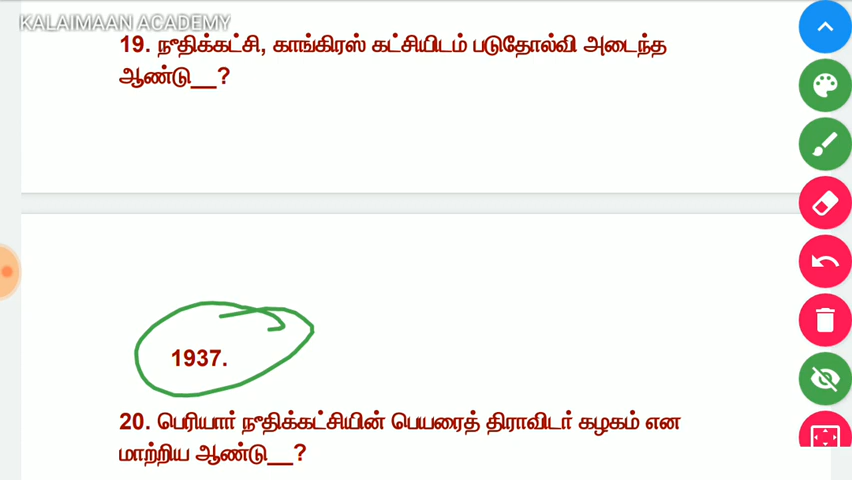 KALAIMAAN ACADEMY
19. நூதிக்கட்சி, காங்கிரஸ் கட்சியிடம் படுதோல்வி அடைந்த
ஆண்டு__?
1937.
20. பெரியார் நூதிக்கட்சியின் பெயரைத் திராவிடர் கழகம் என
மாற்றிய ஆண்டு__?